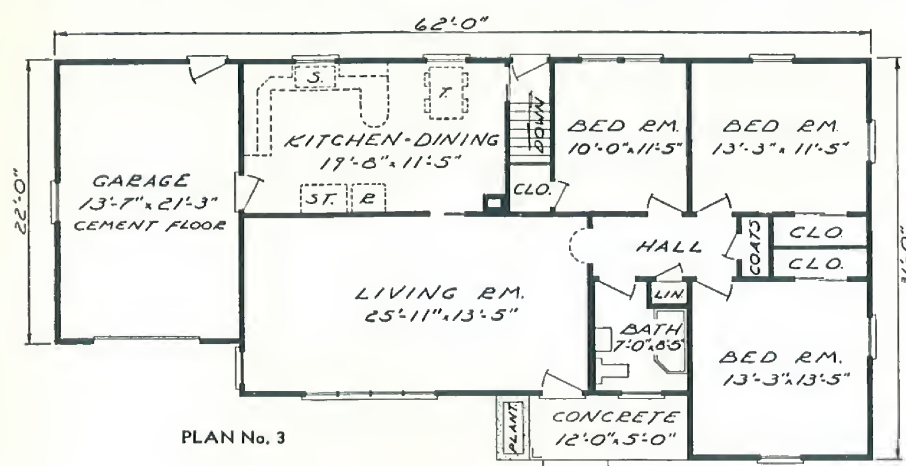 62'-0"
22'-0"
GARAGE
13'-7" x 21'-3"
CEMENT FLOOR
S.
T.
KITCHEN-DINING
19'-8" x 11'-5"
ST.
R
DOWN
CLO.
BED RM.
10'-0" x 11'-5"
BED RM.
13'-3" x 11'-5"
HALL
COATS
CLO.
CLO.
LIVING RM.
25'-11" x 13'-5"
LIN.
BATH
7'-0" x 8'-5"
BED RM.
13'-3" x 13'-5"
PLANT.
CONCRETE
12'-0" x 5'-0"
PLAN No. 3